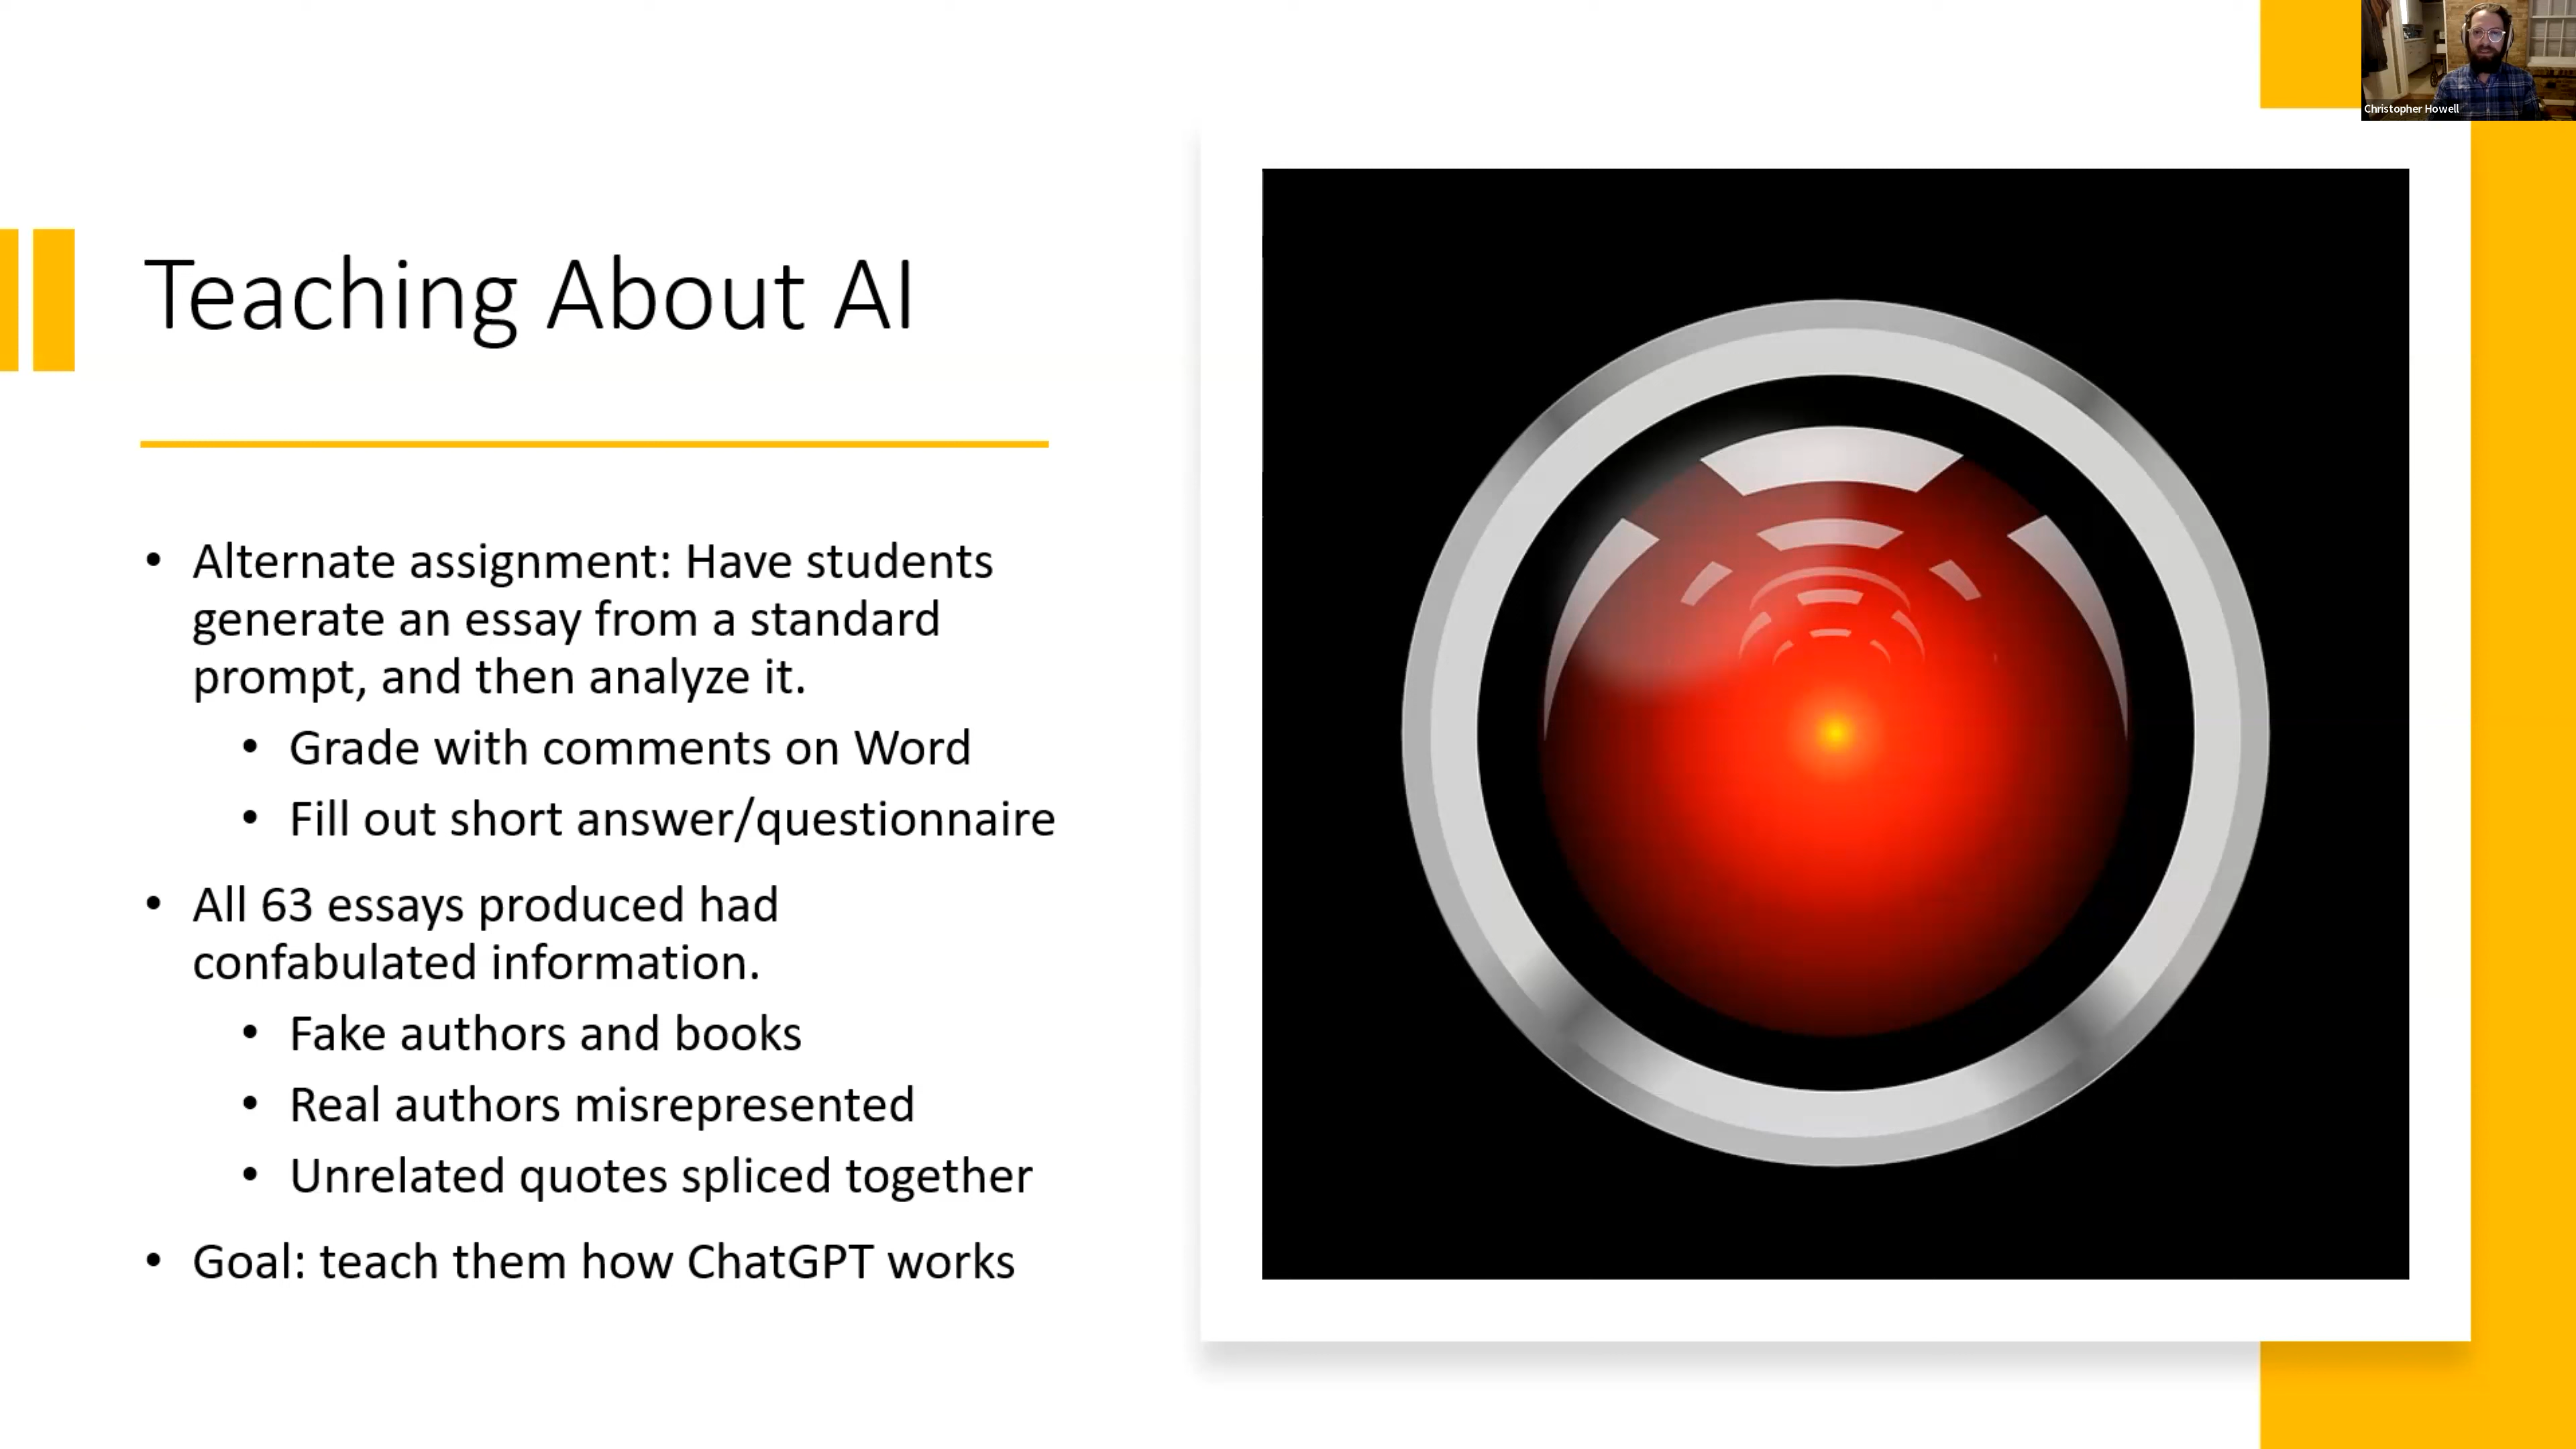 Christopher Howell
Teaching About AI
• Alternate assignment: Have students
generate an essay from a standard
prompt, and then analyze it.
• Grade with comments on Word
• Fill out short answer/questionnaire
• All 63 essays produced had
confabulated information.
• Fake authors and books
• Real authors misrepresented
• Unrelated quotes spliced together
• Goal: teach them how ChatGPT works